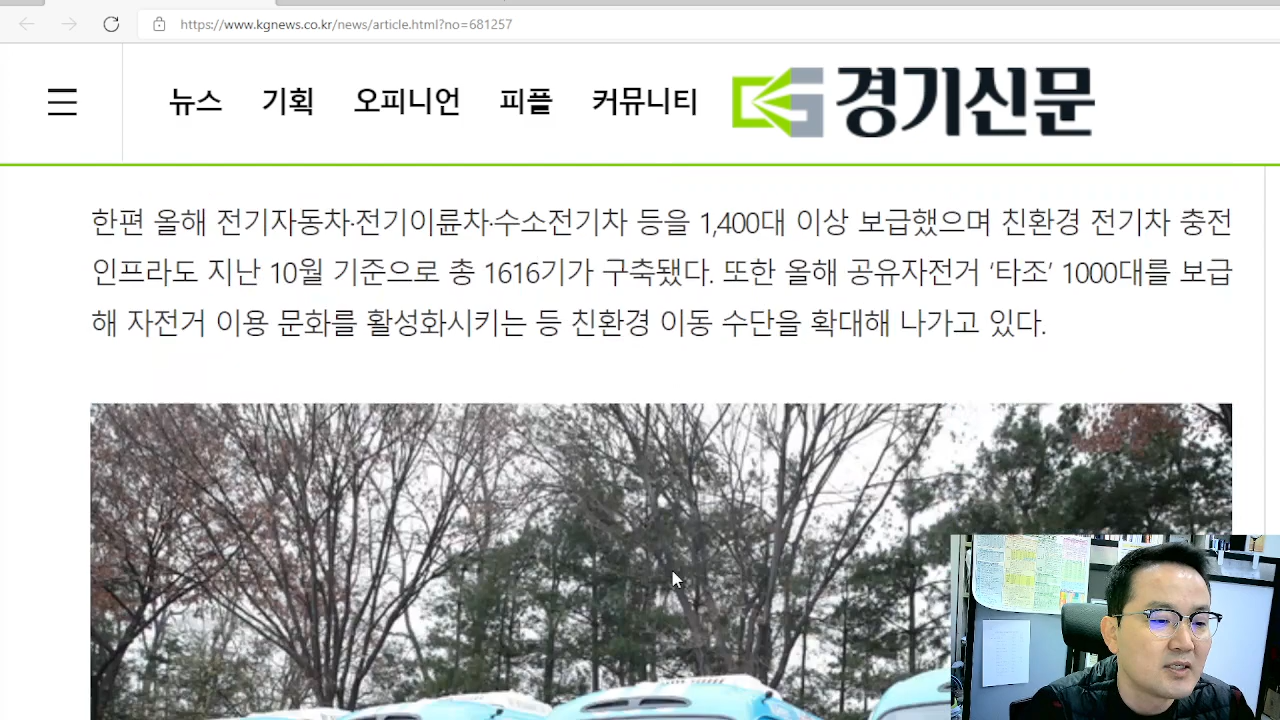 https://www.kgnews.co.kr/news/article.html?no=681257
뉴스 기획 오피니언 피플 커뮤니티 경기신문
한편 올해 전기자동차·전기이륜차·수소전기차 등을 1,400대 이상 보급했으며 친환경 전기차 충전
인프라도 지난 10월 기준으로 총 1616기가 구축됐다. 또한 올해 공유자전거 ‘타조’ 1000대를 보급
해 자전거 이용 문화를 활성화시키는 등 친환경 이동 수단을 확대해 나가고 있다.